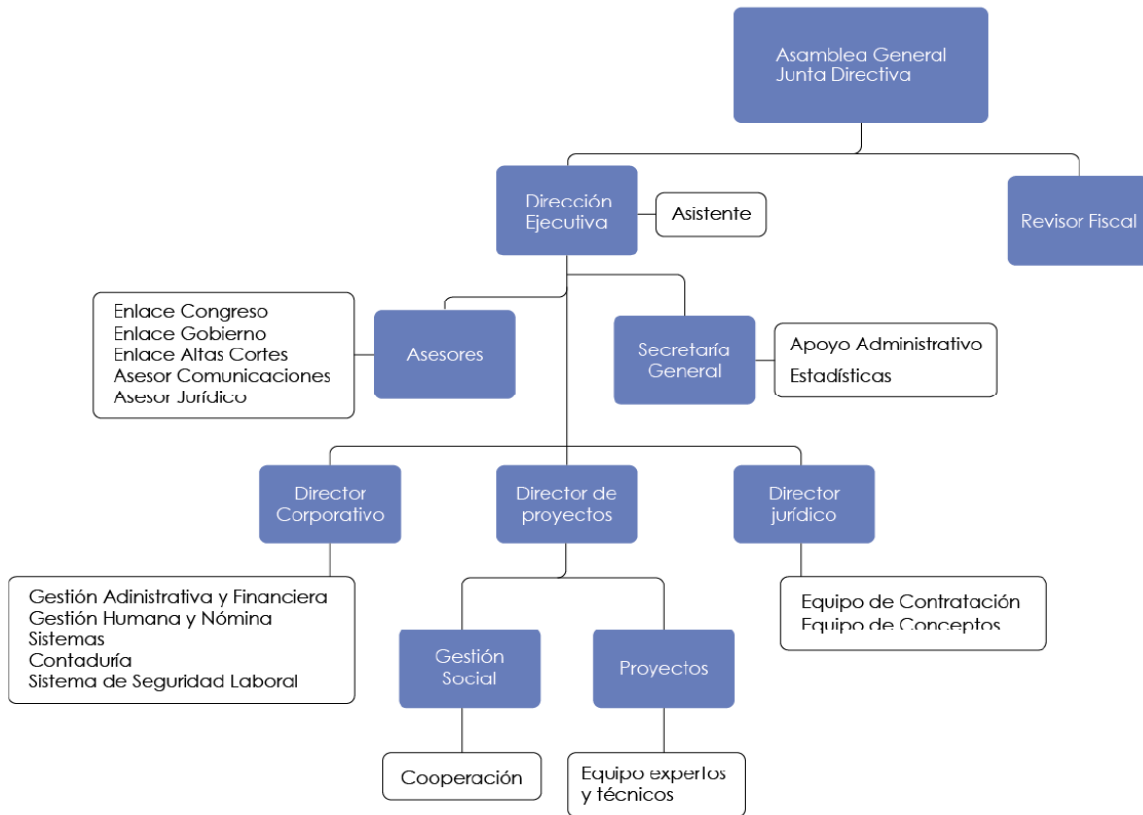 Asamblea General
Junta Directiva
Dirección
Ejecutiva
Asistente
Revisor Fiscal
Enlace Congreso
Enlace Gobierno
Enlace Altas Cortes
Asesor Comunicaciones
Asesor Jurídico
Asesores
Secretaría
General
Apoyo Administrativo
Estadísticas
Director
Corporativo
Director de
proyectos
Director
jurídico
Gestión Adinistrativa y Financiera
Gestión Humana y Nómina
Sistemas
Contaduría
Sistema de Seguridad Laboral
Equipo de Contratación
Equipo de Conceptos
Gestión
Social
Proyectos
Cooperación
Equipo expertos
y técnicos